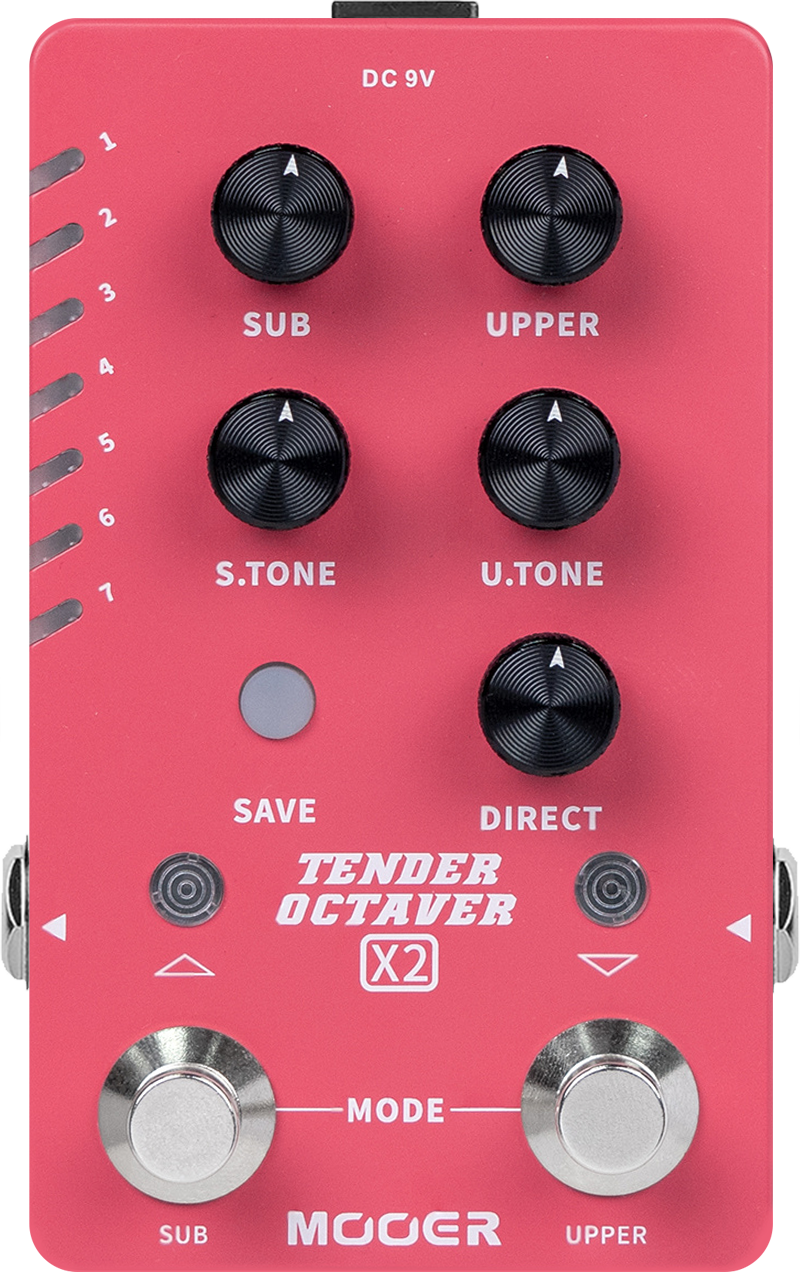 DC 9V
1
2
3
4
5
6
7
SUB
UPPER
S.TONE
U.TONE
SAVE
DIRECT
TENDER
OCTAVER
X2
MODE
SUB
MOOER
UPPER